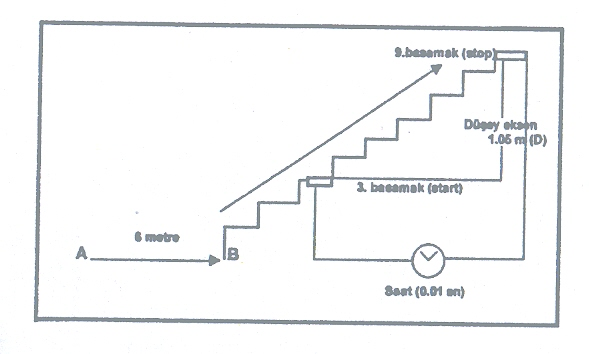 9.basamak (stop)
Düşey eksen
1.05 m (D)
3. basamak (start)
6 metre
A
B
Saat (0.01 sn)